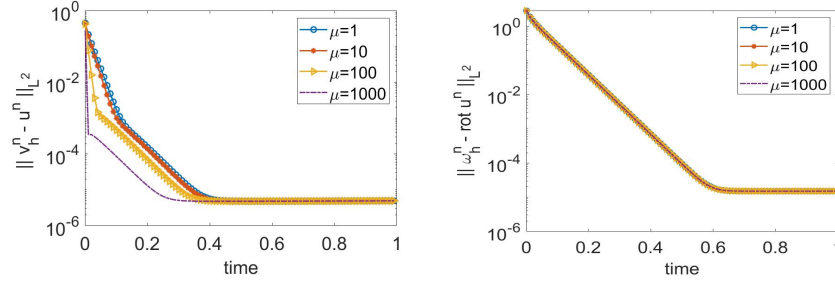 || v_h^n - u^n ||_{L^2}
10^0
10^{-2}
10^{-4}
10^{-6}
0 0.2 0.4 0.6 0.8 1
time
μ=1
μ=10
μ=100
μ=1000
|| ω_h^n - rot u^n ||_{L^2}
10^0
10^{-2}
10^{-4}
10^{-6}
0 0.2 0.4 0.6 0.8 1
time
μ=1
μ=10
μ=100
μ=1000